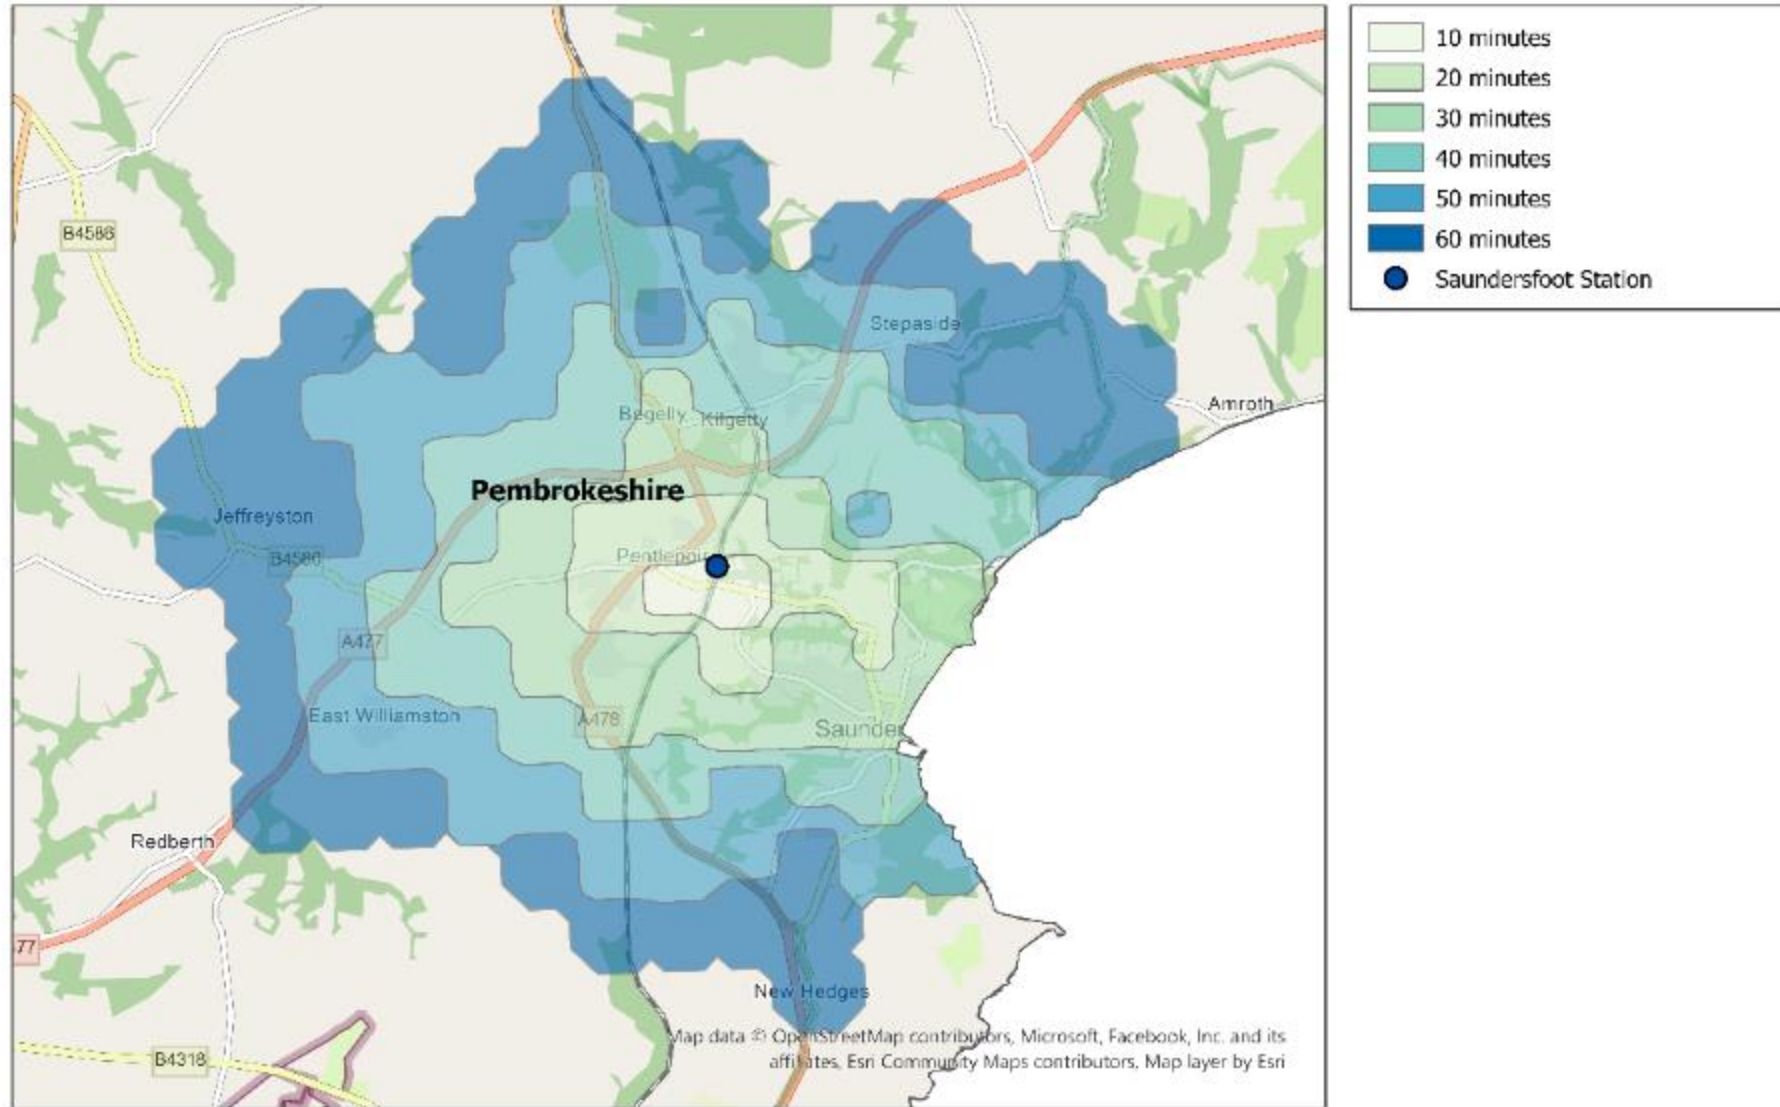 10 minutes
20 minutes
30 minutes
40 minutes
50 minutes
60 minutes
Saundersfoot Station
B4586
Stepaside
Amroth
Begelly
Kilgetty
Pembrokeshire
Jeffreyston
B4586
A477
East Williamston
A478
Saunder
Redberth
77
New Hedges
Map data © OpenStreetMap contributors, Microsoft, Facebook, Inc. and its
affiliates, Esri Community Maps contributors, Map layer by Esri
B4318